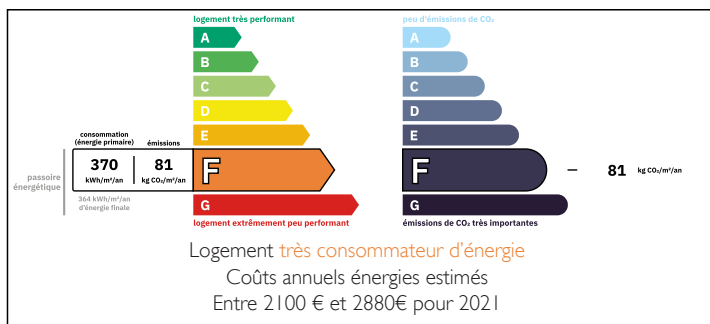 logement très performant
A
B
C
D
E
consommation
(énergie primaire)
émissions
370
kWh/m²/an
81
kg CO₂/m²/an
F
passoire
énergétique
364 kWh/m²/an
d'énergie finale
G
logement extrêmement peu performant
peu d'émissions de CO₂
A
B
C
D
E
F
81 kg CO₂/m²/an
G
émissions de CO₂ très importantes
Logement très consommateur d'énergie
Coûts annuels énergies estimés
Entre 2100 € et 2880€ pour 2021